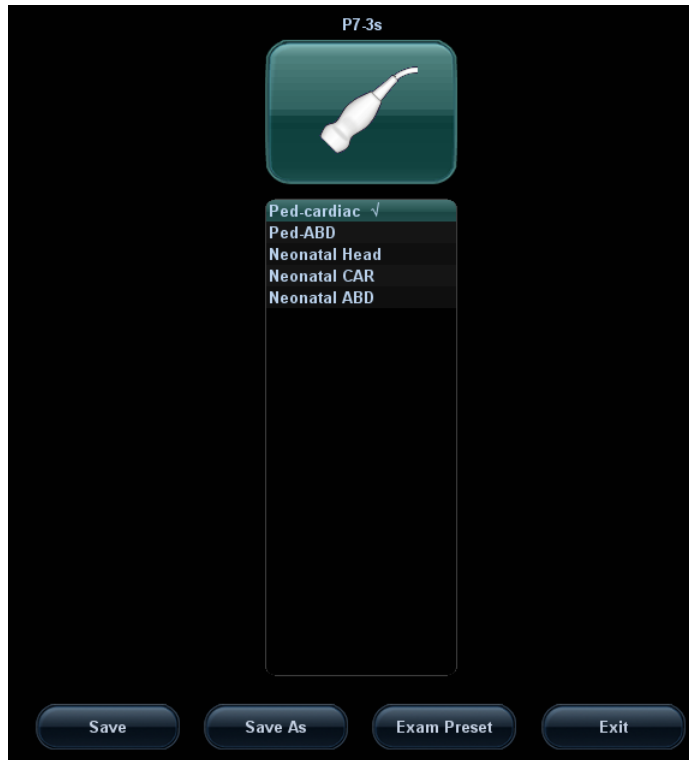 P7-3s
Ped-cardiac √
Ped-ABD
Neonatal Head
Neonatal CAR
Neonatal ABD
Save Save As Exam Preset Exit